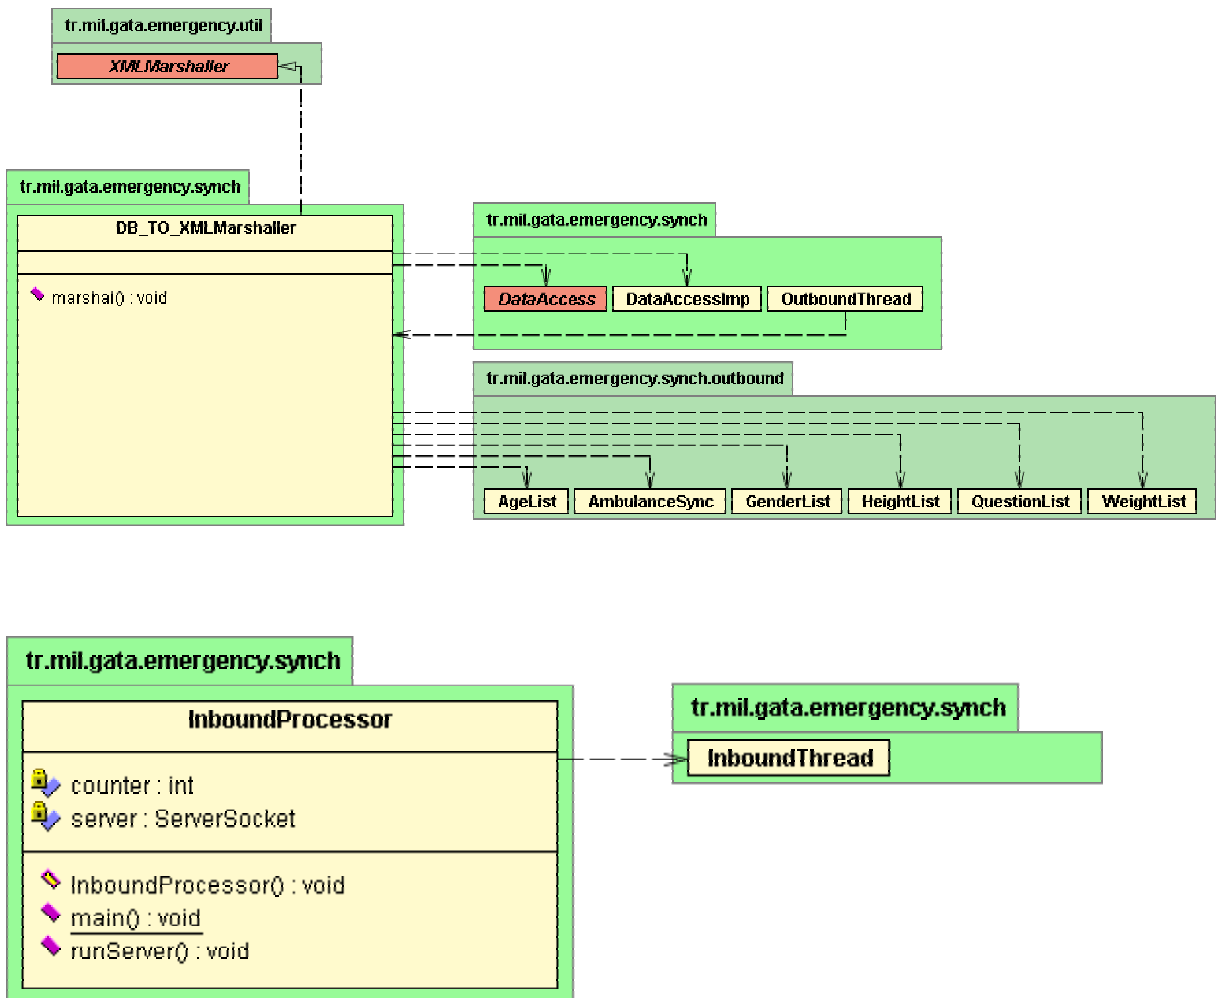 tr.mil.gata.emergency.util
XMLMarshaller
tr.mil.gata.emergency.synch
DB_TO_XMLMarshaller
marshal() : void
tr.mil.gata.emergency.synch
DataAccess
DataAccessImp
OutboundThread
tr.mil.gata.emergency.synch.outbound
AgeList
AmbulanceSync
GenderList
HeightList
QuestionList
WeightList
tr.mil.gata.emergency.synch
InboundProcessor
counter : int
server : ServerSocket
InboundProcessor() : void
main() : void
runServer() : void
tr.mil.gata.emergency.synch
InboundThread